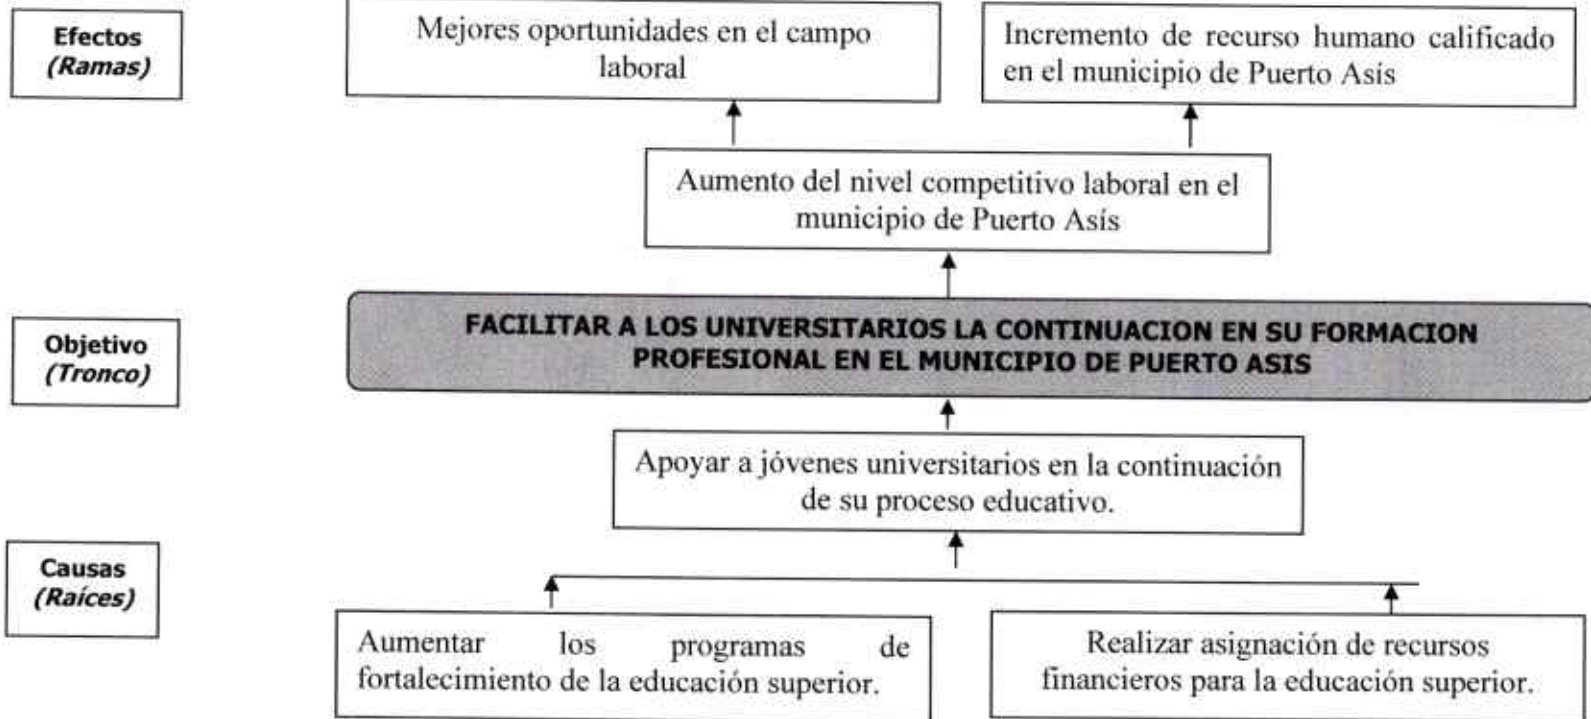 Efectos
(Ramas)
Mejores oportunidades en el campo
laboral
Incremento de recurso humano calificado
en el municipio de Puerto Asís
Aumento del nivel competitivo laboral en el
municipio de Puerto Asís
Objetivo
(Tronco)
FACILITAR A LOS UNIVERSITARIOS LA CONTINUACION EN SU FORMACION
PROFESIONAL EN EL MUNICIPIO DE PUERTO ASIS
Apoyar a jóvenes universitarios en la continuación
de su proceso educativo.
Causas
(Raíces)
Aumentar los programas de
fortalecimiento de la educación superior.
Realizar asignación de recursos
financieros para la educación superior.